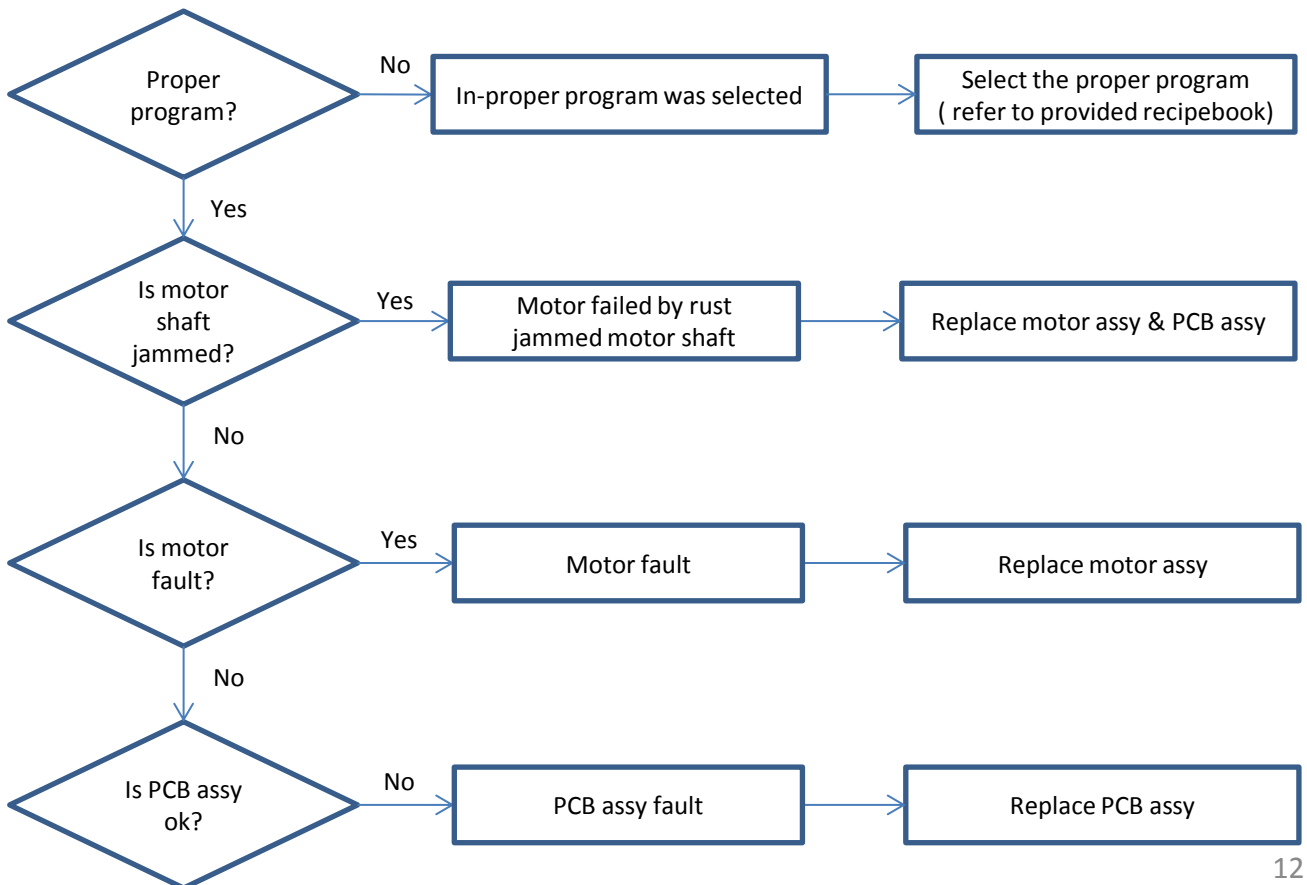 Proper
program?
No
In-proper program was selected
Select the proper program
( refer to provided recipebook)
Yes
Is motor
shaft
jammed?
Yes
Motor failed by rust
jammed motor shaft
Replace motor assy & PCB assy
No
Is motor
fault?
Yes
Motor fault
Replace motor assy
No
Is PCB assy
ok?
No
PCB assy fault
Replace PCB assy
12